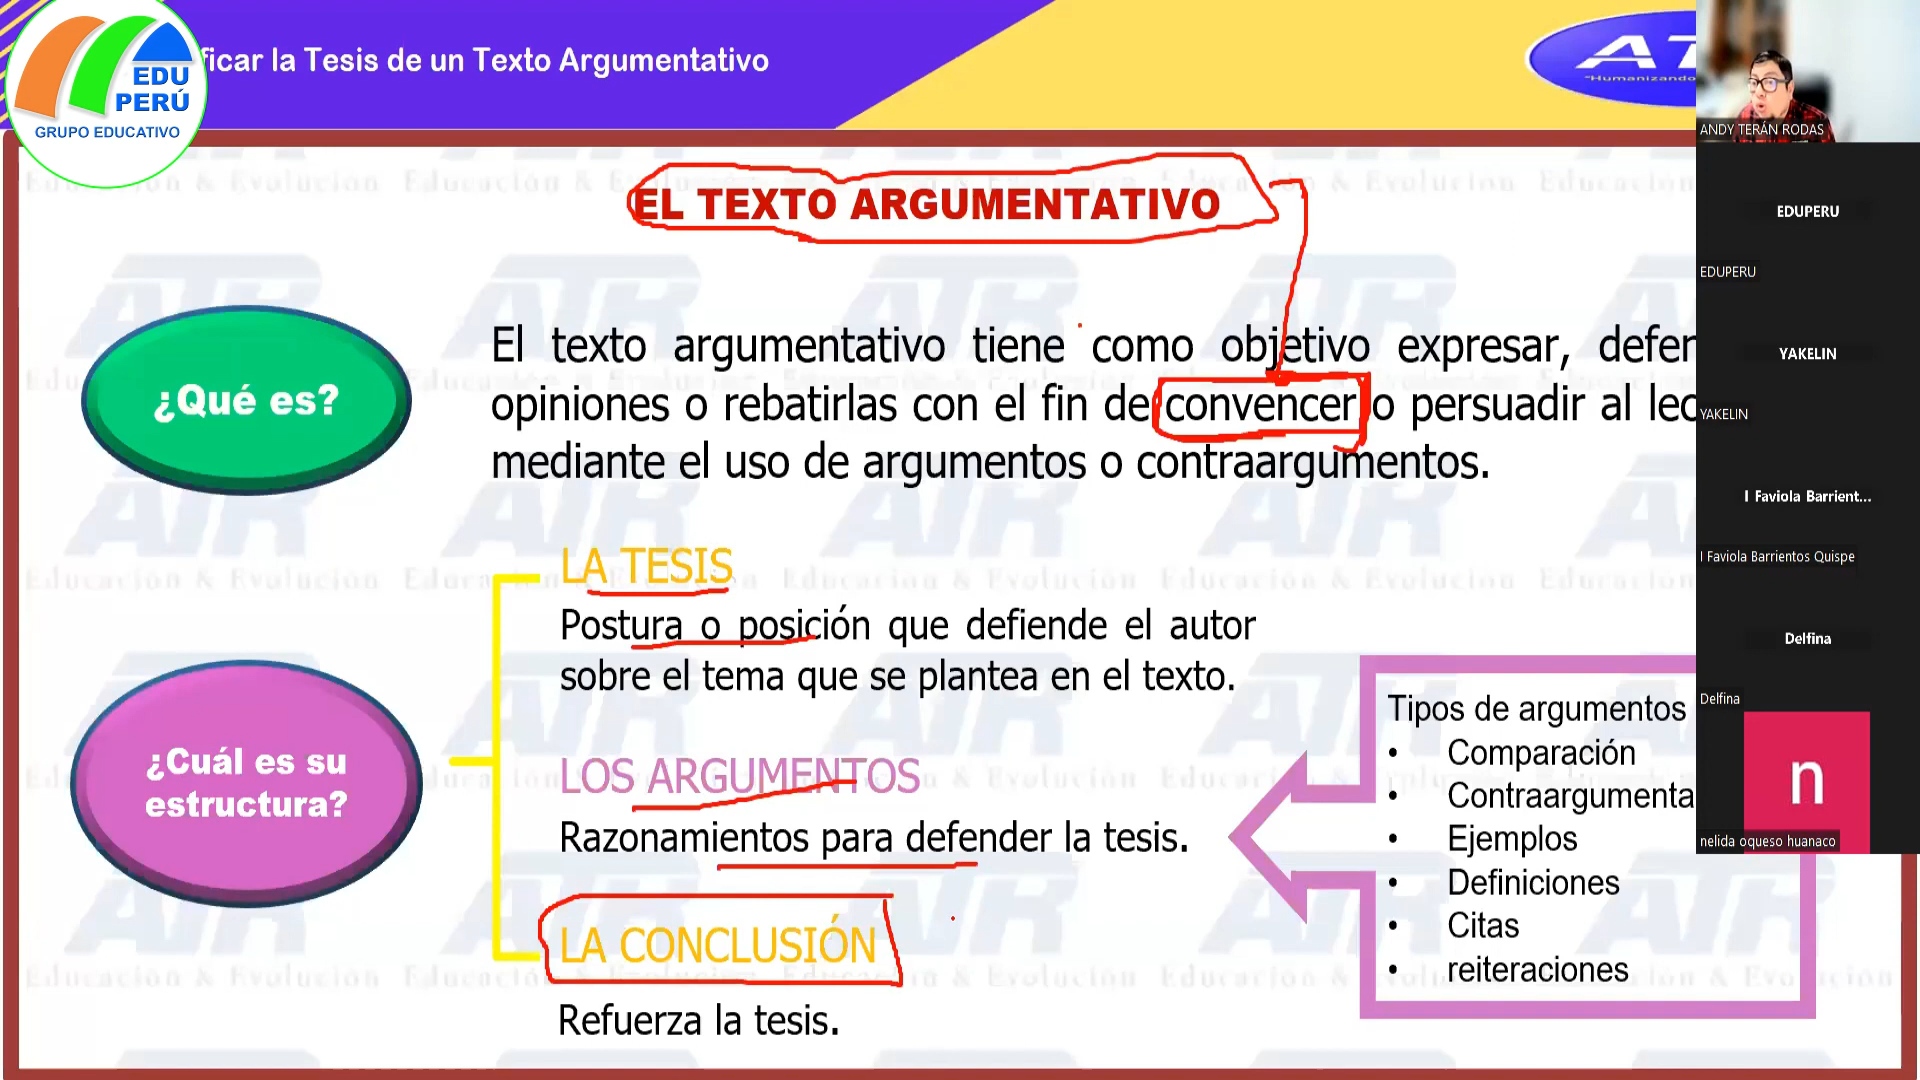 ficar la Tesis de un Texto Argumentativo
EDU
PERÚ
GRUPO EDUCATIVO
"Humanizando
ANDY TERÁN RODAS
EL TEXTO ARGUMENTATIVO
¿Qué es?
El texto argumentativo tiene como objetivo expresar, defen
opiniones o rebatirlas con el fin de convencer o persuadir al lec
mediante el uso de argumentos o contraargumentos.
¿Cuál es su
estructura?
LA TESIS
Postura o posición que defiende el autor
sobre el tema que se plantea en el texto.
LOS ARGUMENTOS
Razonamientos para defender la tesis.
LA CONCLUSIÓN
Refuerza la tesis.
Tipos de argumentos
• Comparación
• Contraargumenta
• Ejemplos
• Definiciones
• Citas
• reiteraciones
EDUPERU
EDUPERU
YAKELIN
YAKELIN
I Faviola Barrient...
I Faviola Barrientos Quispe
Delfina
Delfina
n
nelida oqueso huanaco
ATR
Educación & Evolución